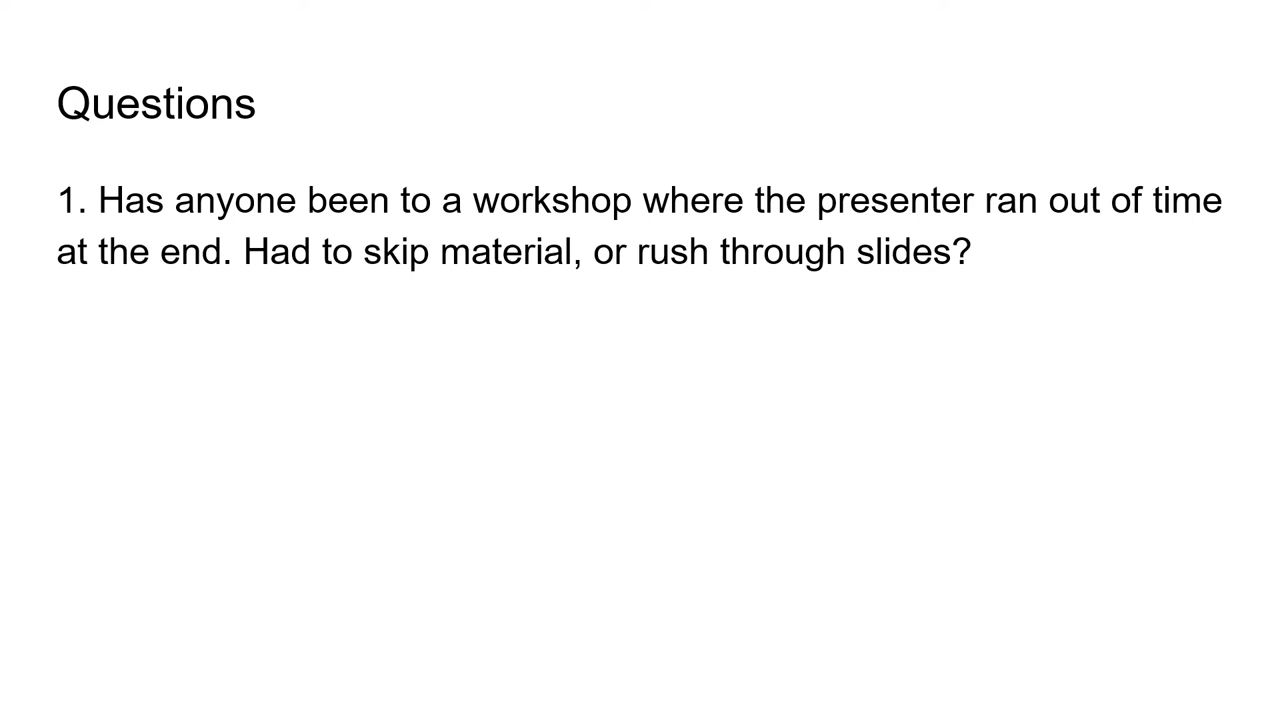 Questions
1. Has anyone been to a workshop where the presenter ran out of time
at the end. Had to skip material, or rush through slides?